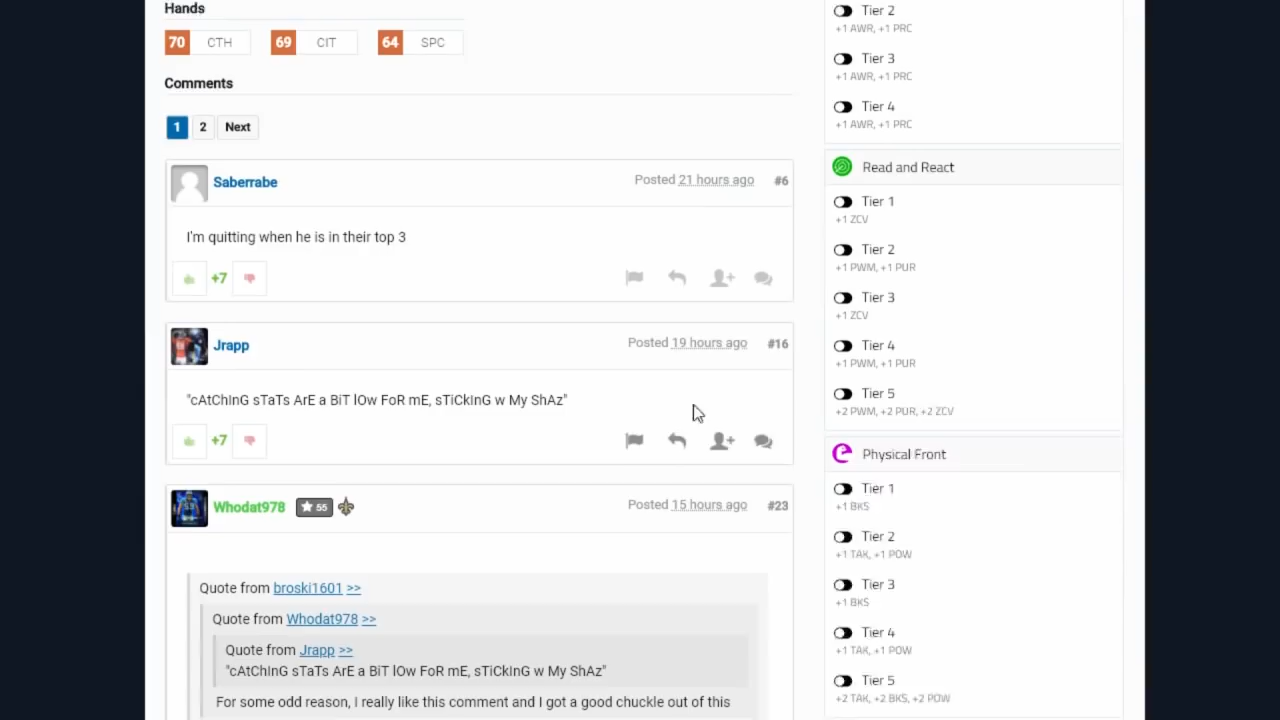 Hands
70 CTH 69 CIT 64 SPC
Comments
1 2 Next
Saberrabe Posted 21 hours ago #6
I'm quitting when he is in their top 3
+7
Jrapp Posted 19 hours ago #16
"cAtChInG sTaTs ArE a BiT lOw FoR mE, sTiCkInG w My ShAz"
+7
Whodat978 55 Posted 15 hours ago #23
Quote from broski1601 >>
Quote from Whodat978 >>
Quote from Jrapp >>
"cAtChInG sTaTs ArE a BiT lOw FoR mE, sTiCkInG w My ShAz"
For some odd reason, I really like this comment and I got a good chuckle out of this
Tier 2
+1 AWR, +1 PRC
Tier 3
+1 AWR, +1 PRC
Tier 4
+1 AWR, +1 PRC
Read and React
Tier 1
+1 ZCV
Tier 2
+1 PWM, +1 PUR
Tier 3
+1 ZCV
Tier 4
+1 PWM, +1 PUR
Tier 5
+2 PWM, +2 PUR, +2 ZCV
Physical Front
Tier 1
+1 BKS
Tier 2
+1 TAK, +1 POW
Tier 3
+1 BKS
Tier 4
+1 TAK, +1 POW
Tier 5
+2 TAK, +2 BKS, +2 POW